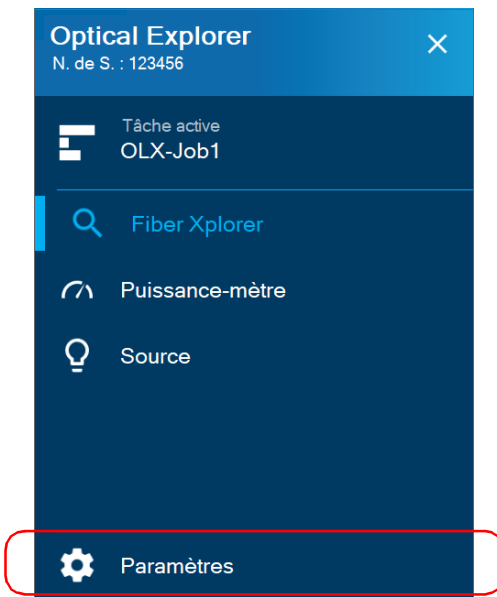 Optical Explorer
N. de S. : 123456
Tâche active
OLX-Job1
Fiber Xplorer
Puissance-mètre
Source
Paramètres